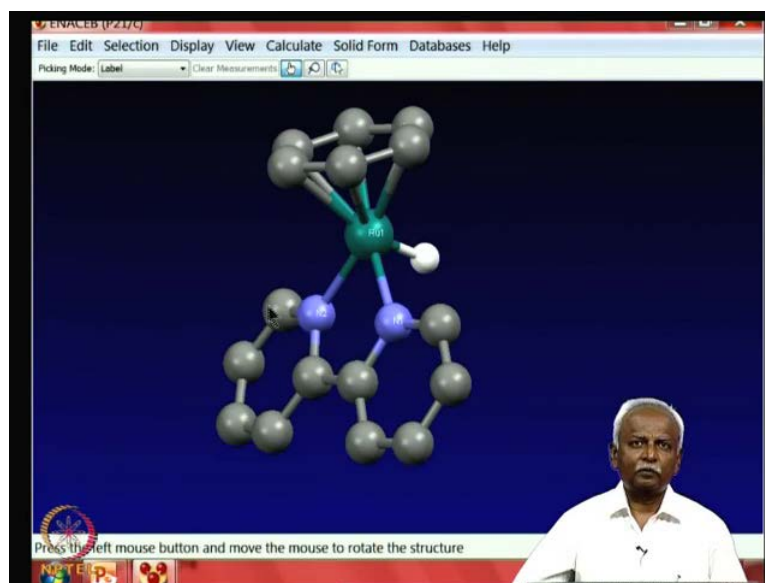 ENACEB (P21/c)
File Edit Selection Display View Calculate Solid Form Databases Help
Picking Mode: Label Clear Measurements
Ru1
N2
N1
Press the left mouse button and move the mouse to rotate the structure
NPTEL